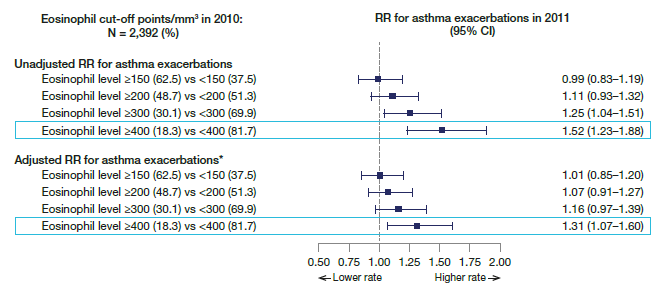 Eosinophil cut-off points/mm³ in 2010:
N = 2,392 (%)
RR for asthma exacerbations in 2011
(95% CI)
Unadjusted RR for asthma exacerbations
Eosinophil level ≥150 (62.5) vs <150 (37.5) 0.99 (0.83–1.19)
Eosinophil level ≥200 (48.7) vs <200 (51.3) 1.11 (0.93–1.32)
Eosinophil level ≥300 (30.1) vs <300 (69.9) 1.25 (1.04–1.51)
Eosinophil level ≥400 (18.3) vs <400 (81.7) 1.52 (1.23–1.88)
Adjusted RR for asthma exacerbations*
Eosinophil level ≥150 (62.5) vs <150 (37.5) 1.01 (0.85–1.20)
Eosinophil level ≥200 (48.7) vs <200 (51.3) 1.07 (0.91–1.27)
Eosinophil level ≥300 (30.1) vs <300 (69.9) 1.16 (0.97–1.39)
Eosinophil level ≥400 (18.3) vs <400 (81.7) 1.31 (1.07–1.60)
0.50 0.75 1.00 1.25 1.50 1.75 2.00
←Lower rate Higher rate→